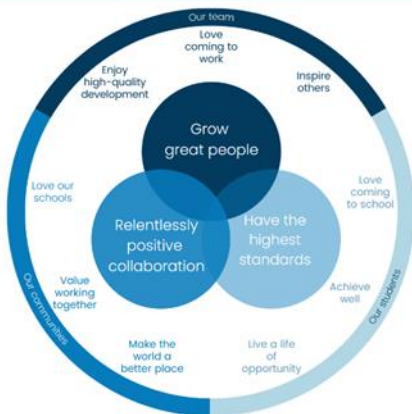 Our team
Love
coming to
work
Enjoy
high-quality
development
Inspire
others
Grow
great people
Love our
schools
Love
coming
to school
Relentlessly
positive
collaboration
Have the
highest
standards
Value
working
together
Achieve
well
Our communities
Our students
Make the
world a
better place
Live a life
of
opportunity